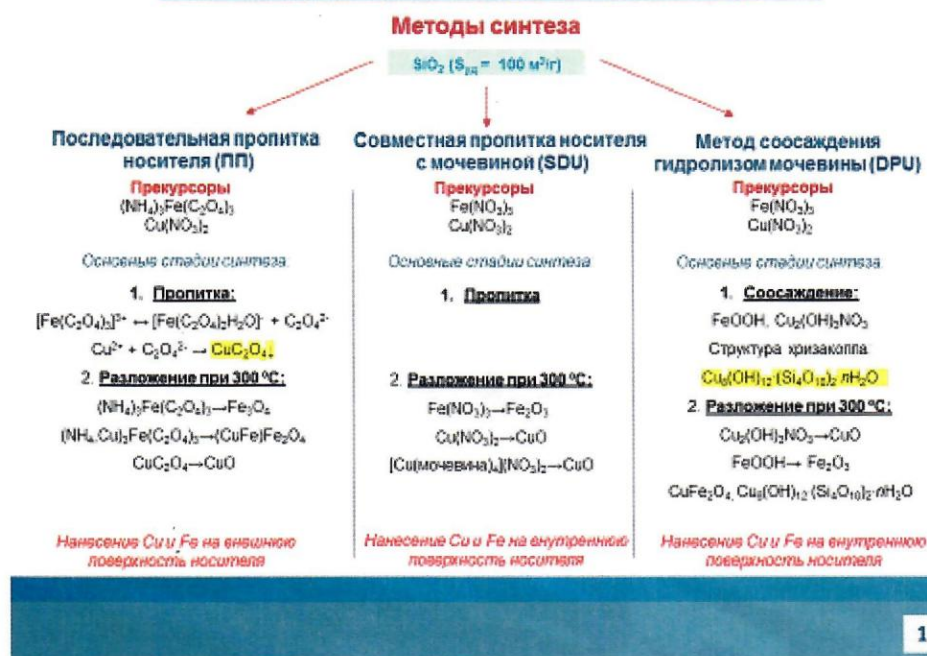 Методы синтеза
SiO₂ (Sуд = 100 м²/г)
Последовательная пропитка
носителя (ПП)
Прекурсоры
(NH₄)₃Fe(C₂O₄)₃
Cu(NO₃)₂
Основные стадии синтеза
1. Пропитка:
[Fe(C₂O₄)₃]³⁺ ↔ [Fe(C₂O₄)₂H₂O]⁻ + C₂O₄²⁻
Cu²⁺ + C₂O₄²⁻ → CuC₂O₄↓
2. Разложение при 300 ºС:
(NH₄)₃Fe(C₂O₄)₃→Fe₃O₄
(NH₄,Cu)₃Fe(C₂O₄)₃→(CuFe)Fe₂O₄
CuC₂O₄→CuO
Нанесение Cu и Fe на внешнюю
поверхность носителя
Совместная пропитка носителя
с мочевиной (SDU)
Прекурсоры
Fe(NO₃)₃
Cu(NO₃)₂
Основные стадии синтеза
1. Пропитка
2. Разложение при 300 ºС:
Fe(NO₃)₃→Fe₂O₃
Cu(NO₃)₂→CuO
[Cu(мочевина)₄](NO₃)₂→CuO
Нанесение Cu и Fe на внутреннюю
поверхность носителя
Метод соосаждения
гидролизом мочевины (DPU)
Прекурсоры
Fe(NO₃)₃
Cu(NO₃)₂
Основные стадии синтеза
1. Соосаждение:
FeOOH, Cu₂(OH)₃NO₃
Структура хризаколла
Cu₈(OH)₁₂(Si₄O₁₀)₂·nH₂O
2. Разложение при 300 ºС:
Cu₂(OH)₃NO₃→CuO
FeOOH→ Fe₂O₃
CuFe₂O₄, Cu₈(OH)₁₂(Si₄O₁₀)₂·nH₂O
Нанесение Cu и Fe на внутреннюю
поверхность носителя
1